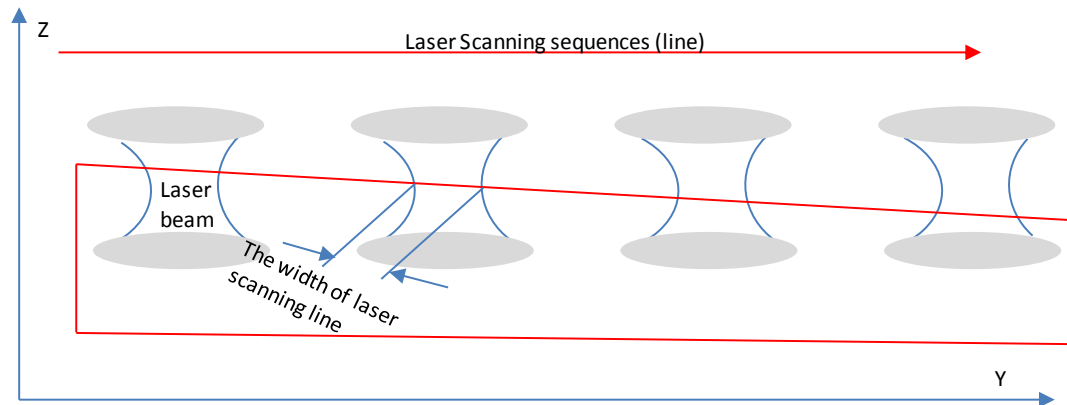 Z
Laser Scanning sequences (line)
Laser
beam
The width of laser
scanning line
Y